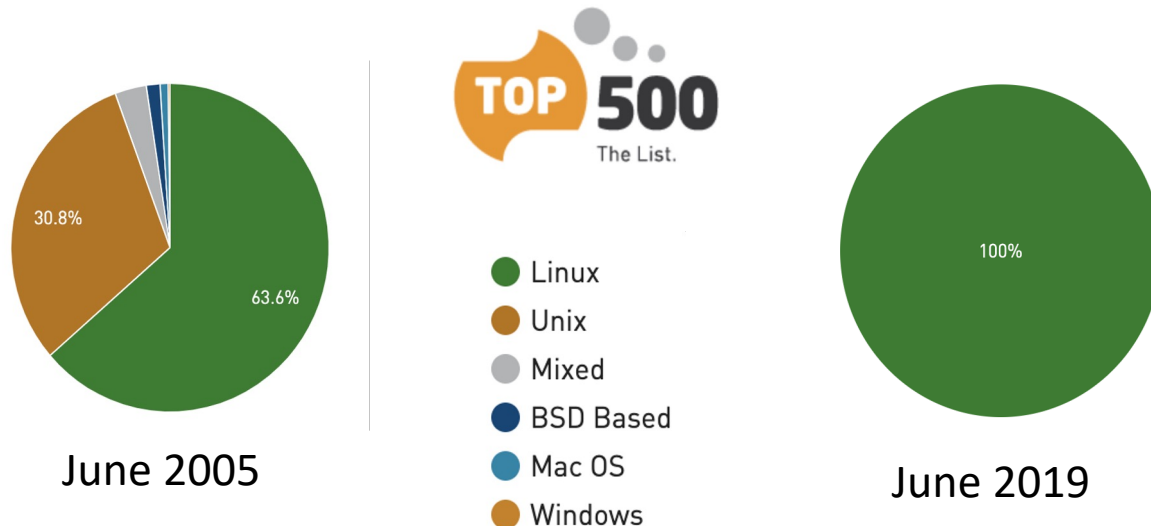 TOP
500
The List.
30.8%
63.6%
June 2005
Linux
Unix
Mixed
BSD Based
Mac OS
Windows
100%
June 2019